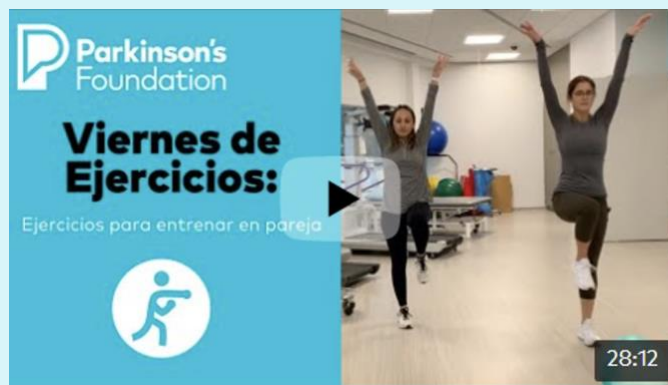 Parkinson's
Foundation
Viernes de
Ejercicios:
Ejercicios para entrenar en pareja
28:12